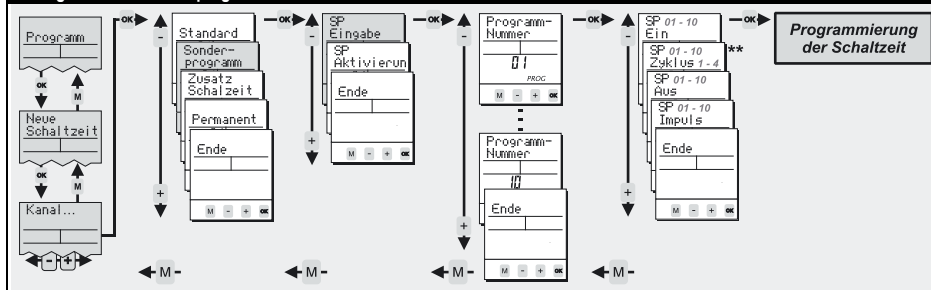 Programm
OK
M
Neue
Schaltzeit
OK
M
Kanal...
- +
OK
-
+
Standard
Sonder-
programm
Zusatz
Schalzeit
Permanent
Ende
M - + OK
M
OK
-
+
SP
Eingabe
SP
Aktivierun
Ende
M - + OK
M
OK
-
+
Programm-
Nummer
01
PROG
M - + OK
Programm-
Nummer
10
Ende
M - + OK
M
OK
-
+
SP 01 - 10
Ein
SP 01 - 10 **
Zyklus 1 - 4
SP 01 - 10
Aus
SP 01 - 10
Impuls
Ende
M - + OK
M
OK
Programmierung
der Schaltzeit